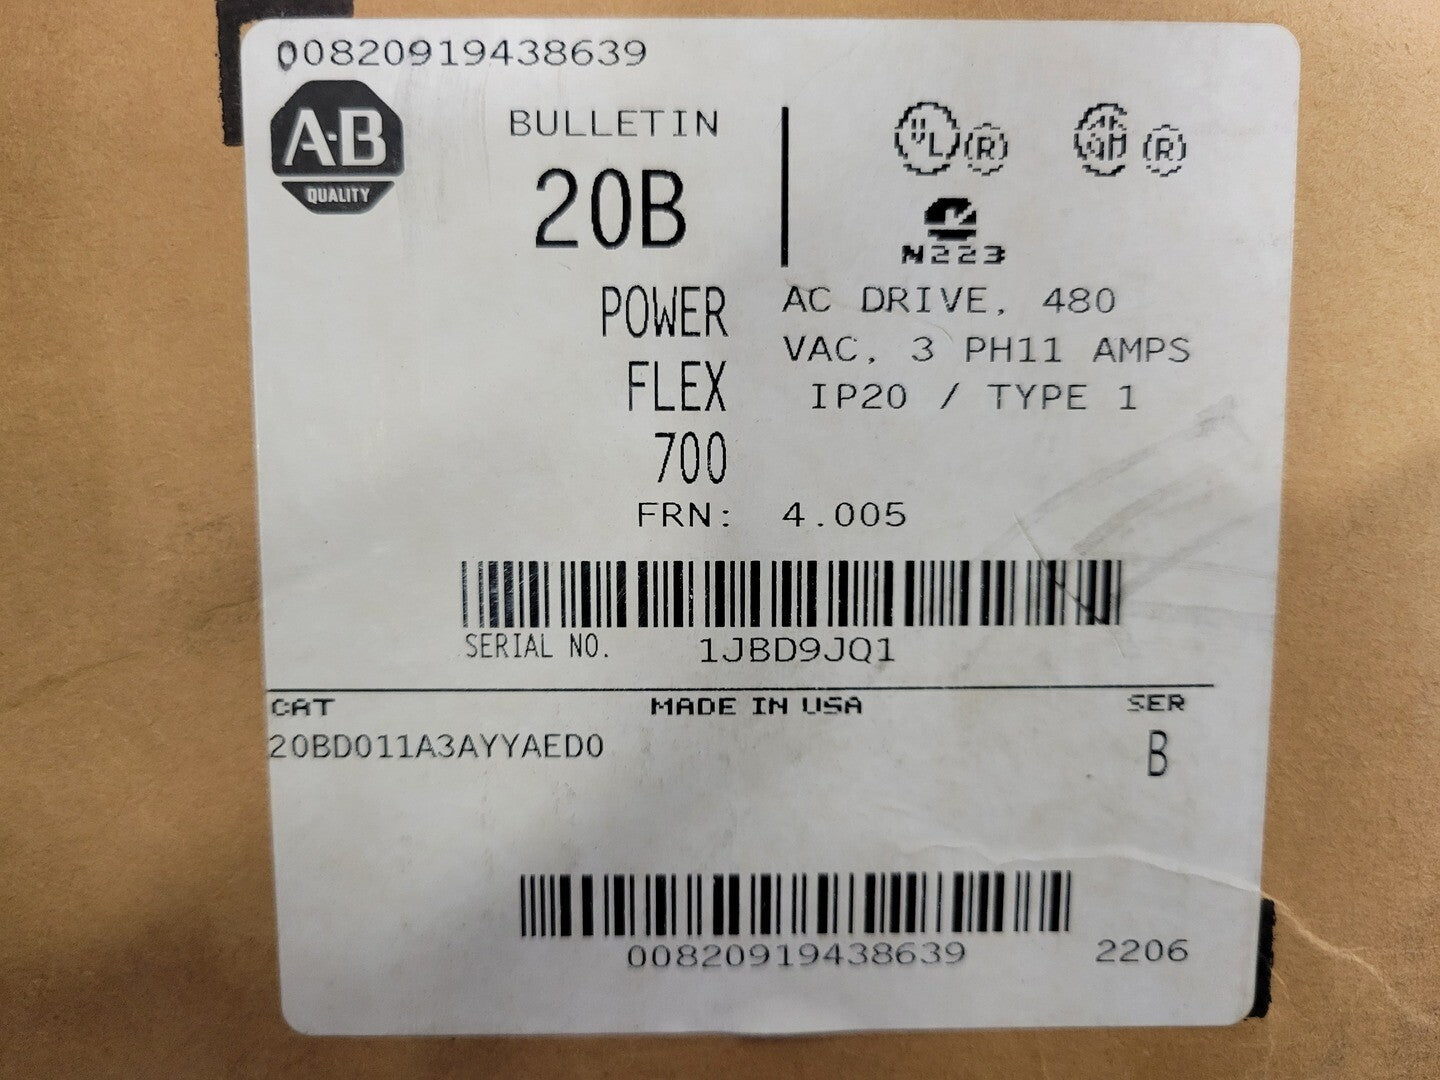 00820919438639
A-B
QUALITY
BULLETIN
20B
UL (R)
(R)
N223
POWER
FLEX
700
AC DRIVE, 480
VAC, 3 PH11 AMPS
IP20 / TYPE 1
FRN: 4.005
SERIAL NO. 1JBD9JQ1
CAT MADE IN USA SER
20BD011A3AYYAED0 B
00820919438639 2206